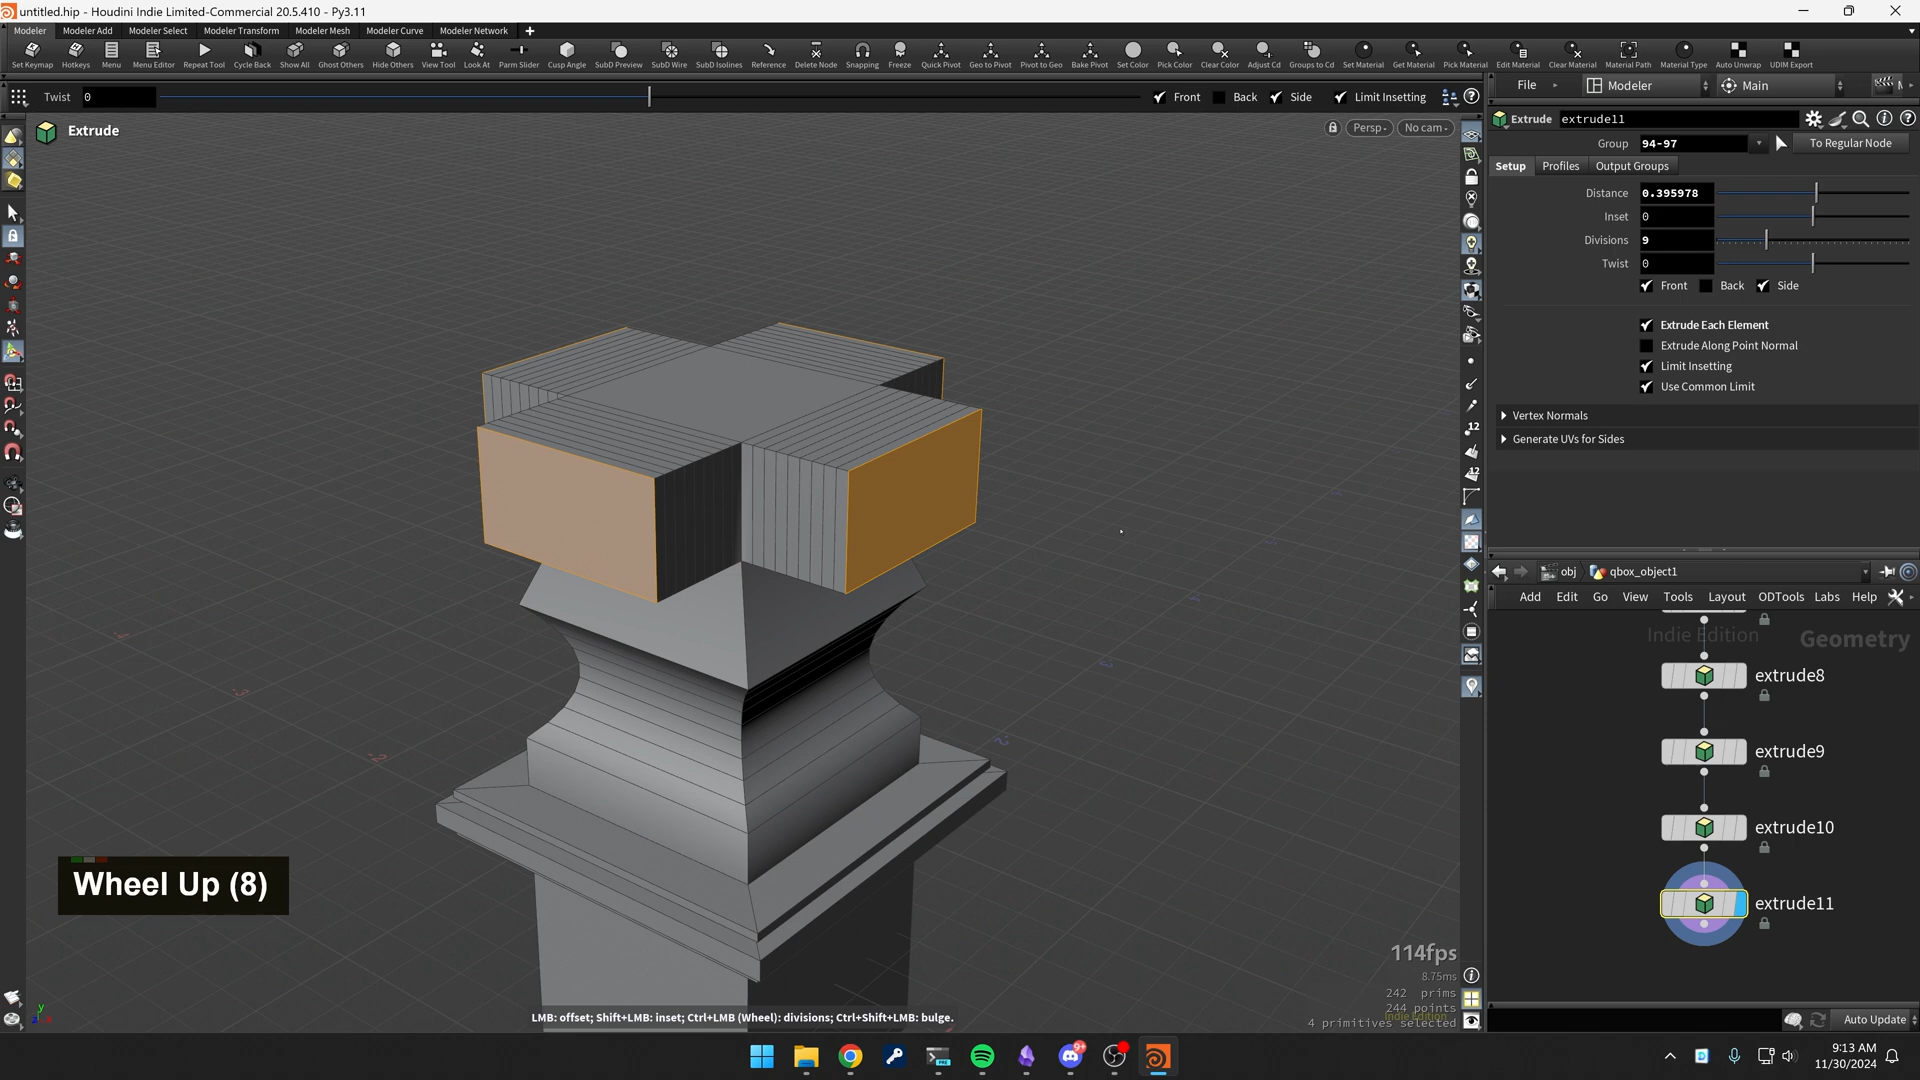 untitled.hip - Houdini Indie Limited-Commercial 20.5.410 - Py3.11
Modeler Modeler Add Modeler Select Modeler Transform Modeler Mesh Modeler Curve Modeler Network
Set Keymap Hotkeys Menu Menu Editor Repeat Tool Cycle Back Show All Ghost Others Hide Others View Tool Look At Parm Slider Cusp Angle SubD Preview SubD Wire SubD Isolines Reference Delete Node Snapping Freeze Quick Pivot Geo to Pivot Pivot to Geo Bake Pivot Set Color Pick Color Clear Color Adjust Cd Groups to Cd Set Material Get Material Pick Material Edit Material Clear Material Material Path Material Type Auto Unwrap UDIM Export
Twist 0 Front Back Side Limit Insetting
File Modeler Main
Extrude
Persp No cam
Extrude extrude11
Group 94-97 To Regular Node
Setup Profiles Output Groups
Distance 0.395978
Inset 0
Divisions 9
Twist 0
Front Back Side
Extrude Each Element
Extrude Along Point Normal
Limit Insetting
Use Common Limit
Vertex Normals
Generate UVs for Sides
12
12
obj qbox_object1
Add Edit Go View Tools Layout ODTools Labs Help
Indie Edition Geometry
extrude8
extrude9
extrude10
extrude11
Wheel Up (8)
114fps
8.75ms
242 prims
244 points
Indie Edition
4 primitives selected
LMB: offset; Shift+LMB: inset; Ctrl+LMB (Wheel): divisions; Ctrl+Shift+LMB: bulge.
Auto Update
9:13 AM
11/30/2024